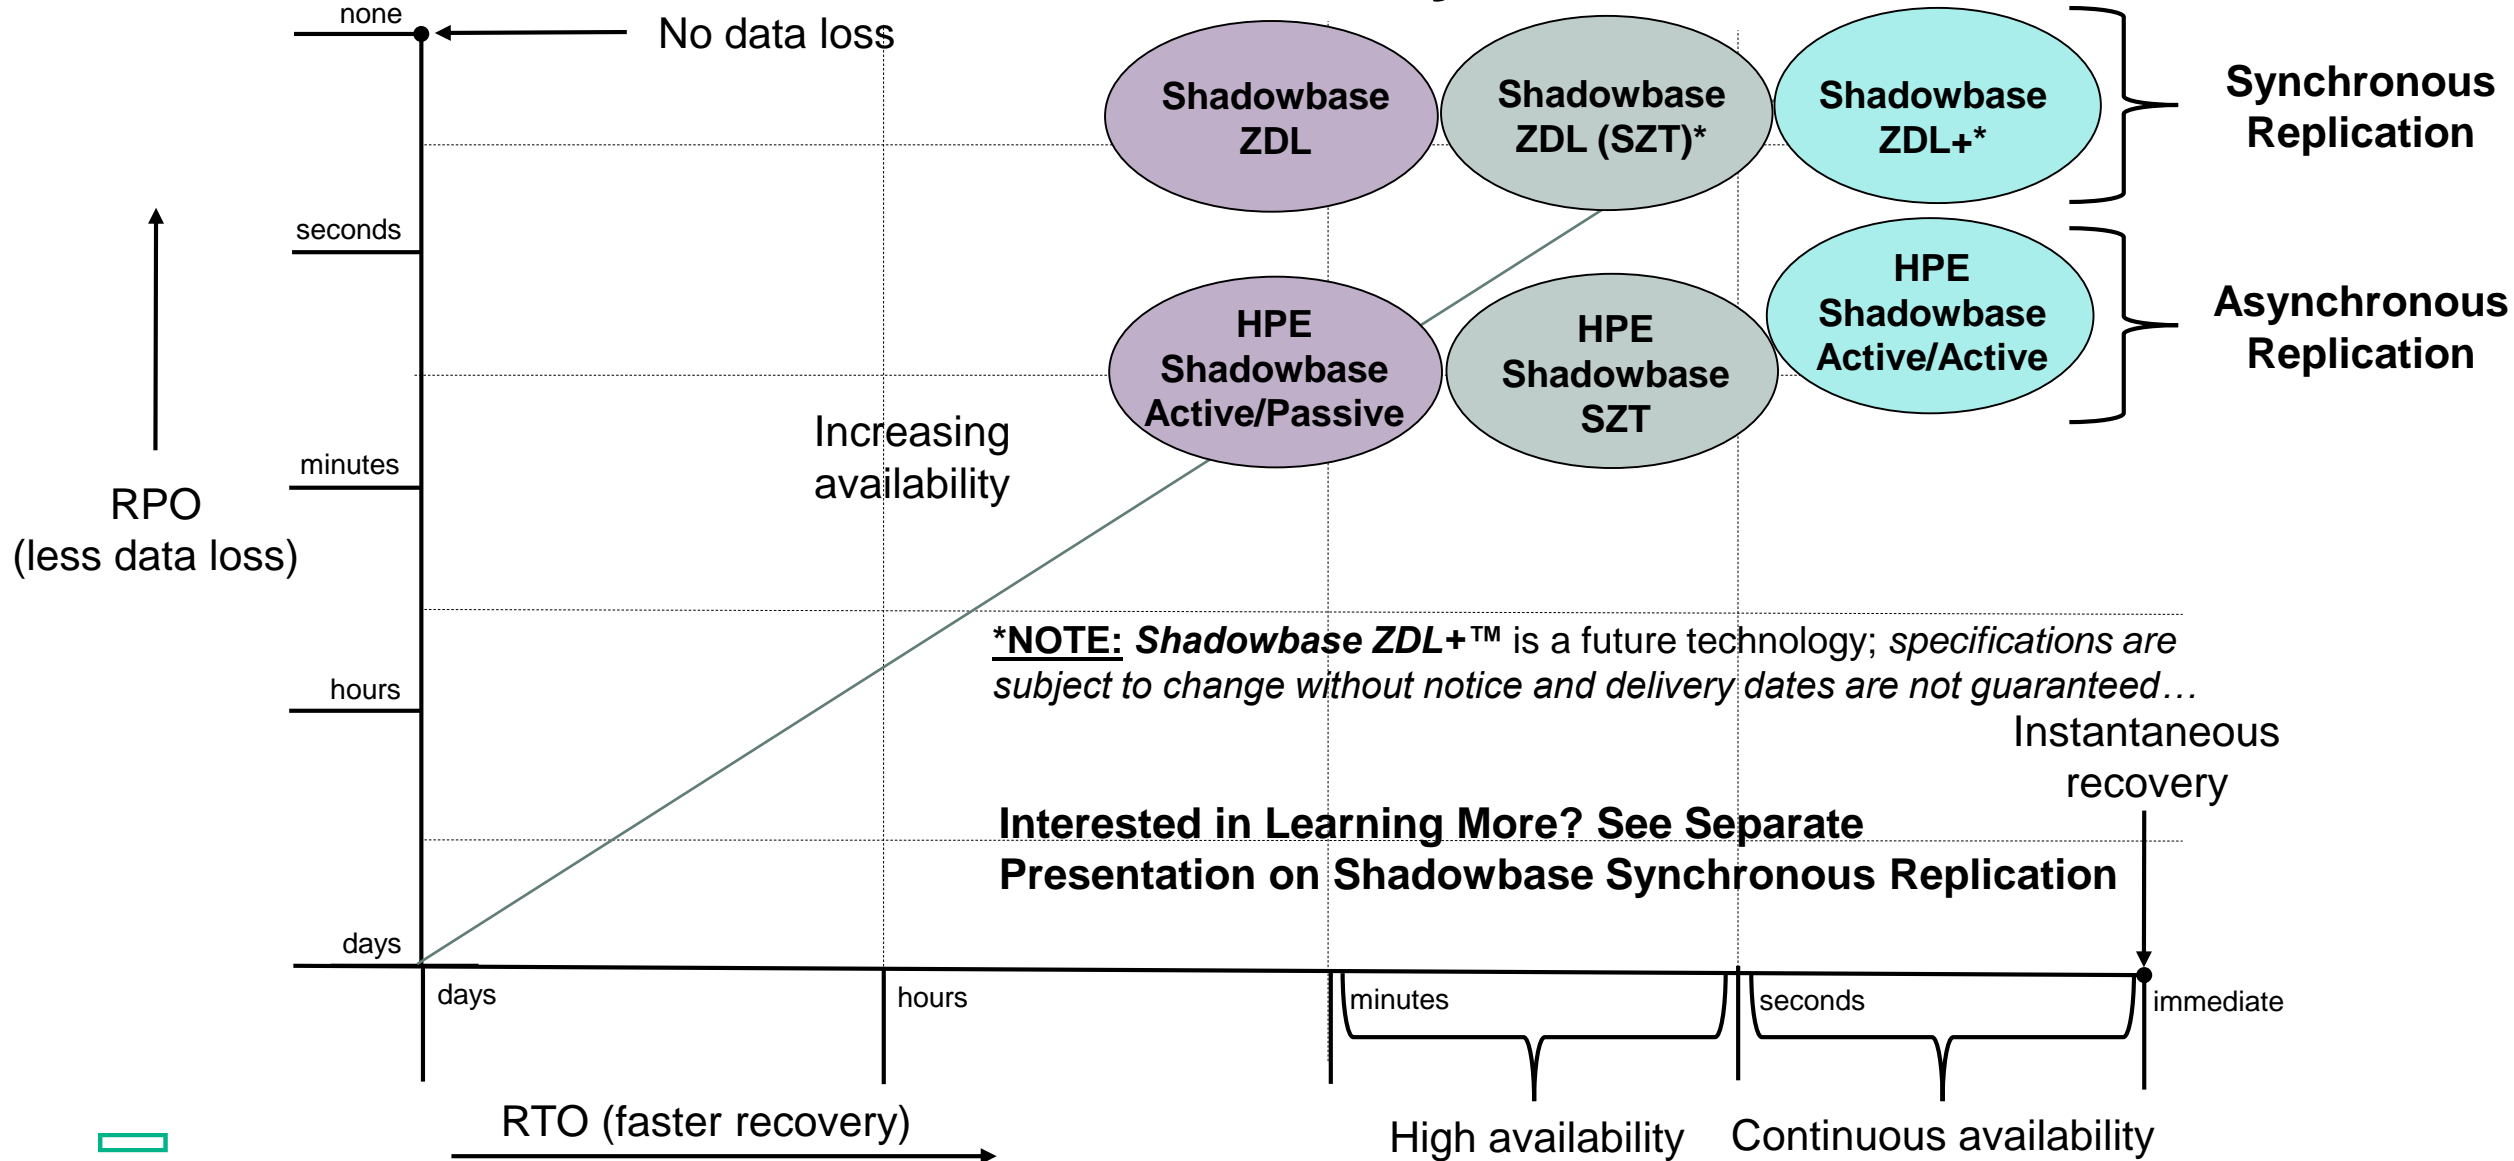 none
No data loss
Shadowbase
ZDL
Shadowbase
ZDL (SZT)*
Shadowbase
ZDL+*
Synchronous
Replication
seconds
HPE
Shadowbase
Active/Passive
HPE
Shadowbase
SZT
HPE
Shadowbase
Active/Active
Asynchronous
Replication
Increasing
availability
minutes
RPO
(less data loss)
*NOTE: Shadowbase ZDL+™ is a future technology; specifications are
subject to change without notice and delivery dates are not guaranteed…
hours
Instantaneous
recovery
Interested in Learning More? See Separate
Presentation on Shadowbase Synchronous Replication
days
days
hours
minutes
seconds
immediate
RTO (faster recovery)
High availability
Continuous availability